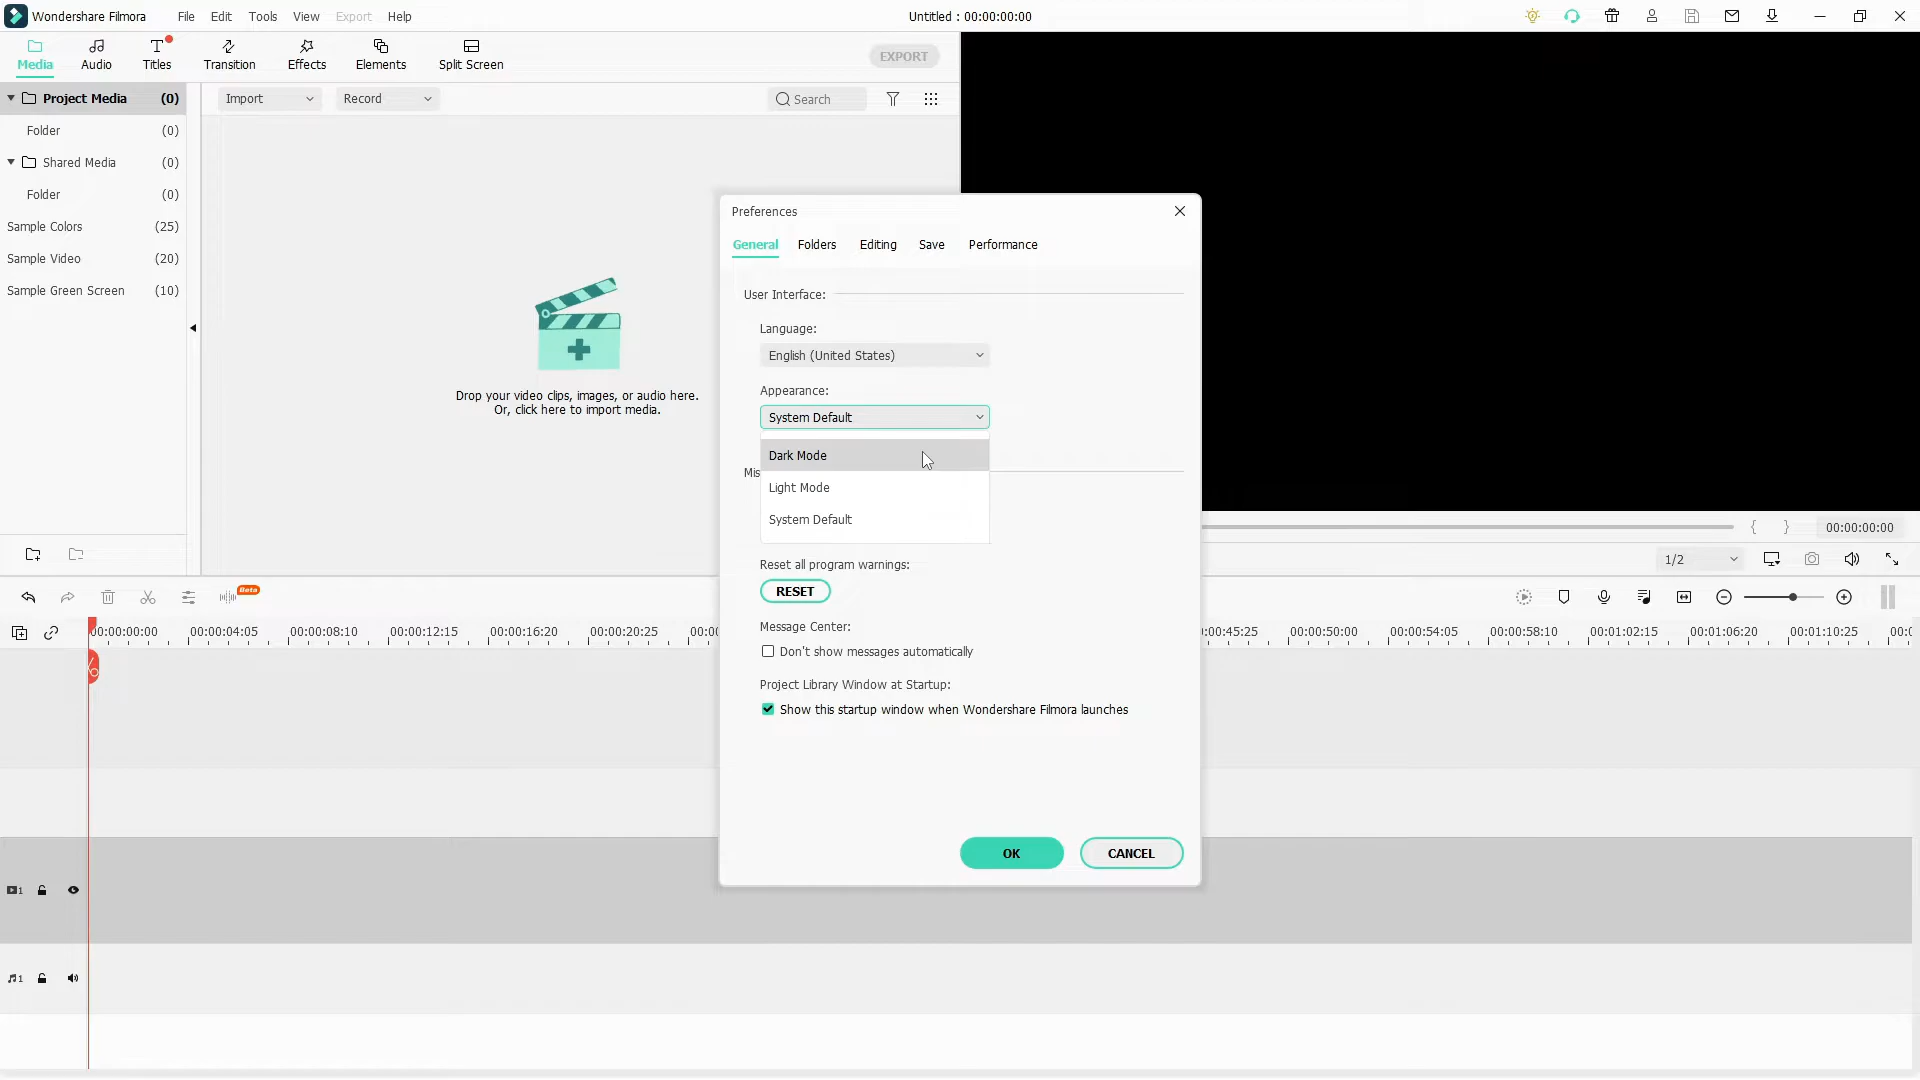 Wondershare Filmora File Edit Tools View Export Help Untitled : 00:00:00:00
Media Audio Titles Transition Effects Elements Split Screen EXPORT
Project Media (0)
Folder (0)
Shared Media (0)
Folder (0)
Sample Colors (25)
Sample Video (20)
Sample Green Screen (10)
Import Record Search
Drop your video clips, images, or audio here.
Or, click here to import media.
Preferences
General Folders Editing Save Performance
User Interface:
Language:
English (United States)
Appearance:
System Default
Dark Mode
Mis
Light Mode
System Default
Reset all program warnings:
RESET
Message Center:
Don't show messages automatically
Project Library Window at Startup:
Show this startup window when Wondershare Filmora launches
OK CANCEL
{ } 00:00:00:00
1/2
Beta
00:00:00:00 00:00:04:05 00:00:08:10 00:00:12:15 00:00:16:20 00:00:20:25 00:00 :00:45:25 00:00:50:00 00:00:54:05 00:00:58:10 00:01:02:15 00:01:06:20 00:01:10:25 00:0
1
1